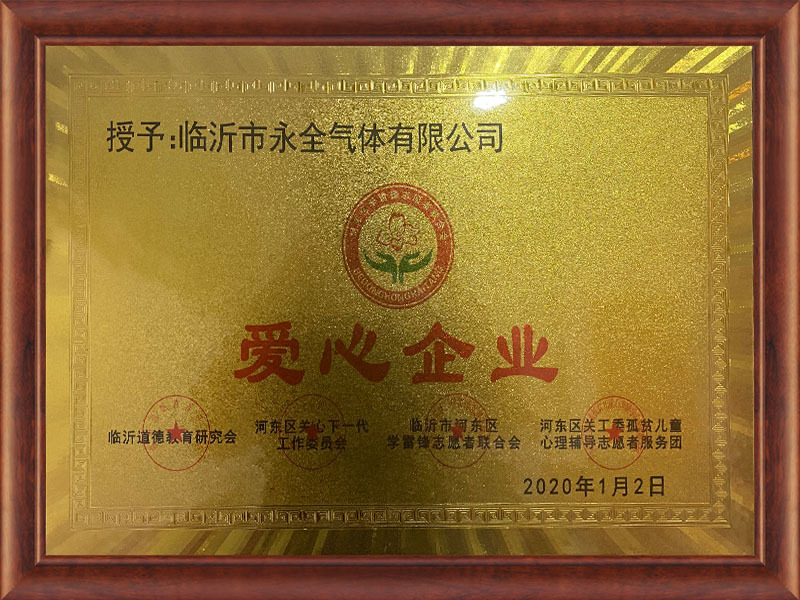 授予:临沂市永全气体有限公司
爱心企业
临沂道德教育研究会
河东区关心下一代
工作委员会
临沂市河东区
学雷锋志愿者联合会
河东区关工委孤贫儿童
心理辅导志愿者服务团
2020年1月2日